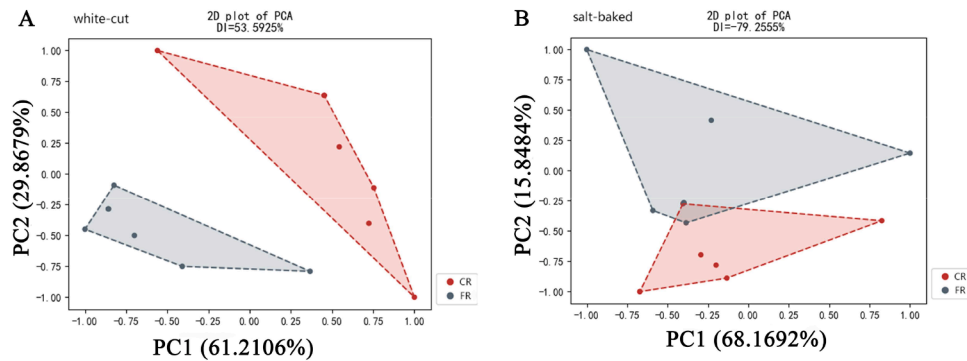 A
white-cut
2D plot of PCA
DI=53.5925%
PC2 (29.8679%)
1.00
0.75
0.50
0.25
0.00
-0.25
-0.50
-0.75
-1.00
-1.00 -0.75 -0.50 -0.25 0.00 0.25 0.50 0.75 1.00
PC1 (61.2106%)
CR
FR
B
salt-baked
2D plot of PCA
DI=-79.2555%
PC2 (15.8484%)
1.00
0.75
0.50
0.25
0.00
-0.25
-0.50
-0.75
-1.00
-1.00 -0.75 -0.50 -0.25 0.00 0.25 0.50 0.75 1.00
PC1 (68.1692%)
CR
FR